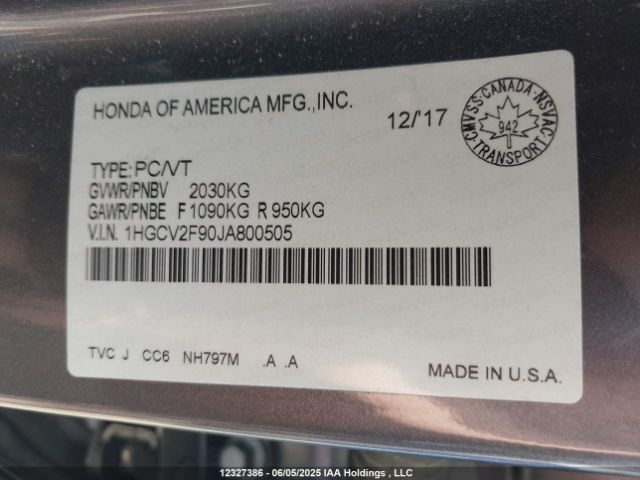 HONDA OF AMERICA MFG.,INC.
12/'17
CMVSS·CANADA·NSVAC
942
·TRANSPORT·
TYPE: PC/VT
GVWR/PNBV 2030KG
GAWR/PNBE F 1090KG R 950KG
V.I.N. 1HGCV2F90JA800505
TVC J CC6 NH797M .A .A
MADE IN U.S.A.
12327386 - 06/05/2025 IAA Holdings , LLC